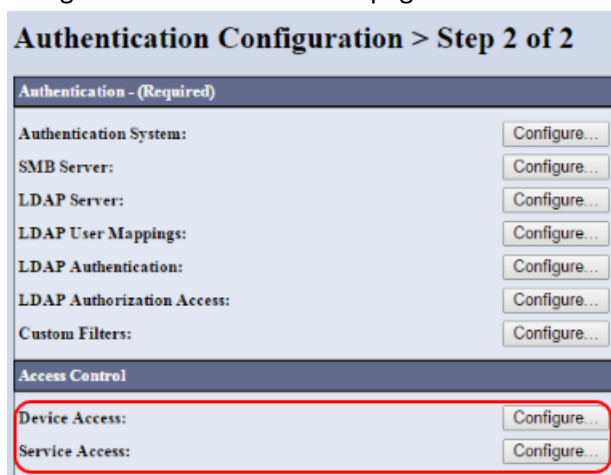 Authentication Configuration > Step 2 of 2
Authentication - (Required)
Authentication System: Configure...
SMB Server: Configure...
LDAP Server: Configure...
LDAP User Mappings: Configure...
LDAP Authentication: Configure...
LDAP Authorization Access: Configure...
Custom Filters: Configure...
Access Control
Device Access: Configure...
Service Access: Configure...